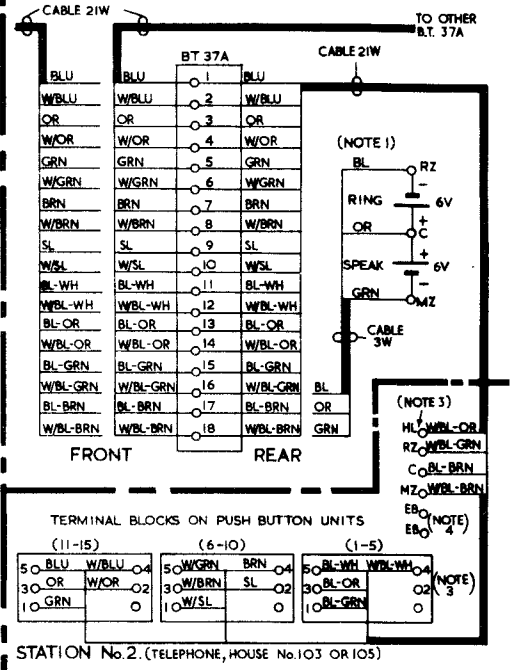 CABLE 21W
TO OTHER
B.T. 37A
BT 37A
CABLE 21W
BLU BLU 1 BLU
W/BLU W/BLU 2 W/BLU
OR OR 3 OR
W/OR W/OR 4 W/OR
GRN GRN 5 GRN
W/GRN W/GRN 6 W/GRN
BRN BRN 7 BRN
W/BRN W/BRN 8 W/BRN
SL SL 9 SL
W/SL W/SL 10 W/SL
BL-WH BL-WH 11 BL-WH
W/BL-WH W/BL-WH 12 W/BL-WH
BL-OR BL-OR 13 BL-OR
W/BL-OR W/BL-OR 14 W/BL-OR
BL-GRN BL-GRN 15 BL-GRN
W/BL-GRN W/BL-GRN 16 W/BL-GRN BL
BL-BRN BL-BRN 17 BL-BRN OR
W/BL-BRN W/BL-BRN 18 W/BL-BRN GRN
FRONT REAR
(NOTE 1)
BL RZ
−
RING 6V
+
OR C
+
SPEAK 6V
−
GRN MZ
CABLE
3W
(NOTE 3)
HL W/BL-OR
RZ W/BL-GRN
C BL-BRN
MZ W/BL-BRN
EB
EB (NOTE 4)
TERMINAL BLOCKS ON PUSH BUTTON UNITS
(11-15) (6-10) (1-5)
5 BLU W/BLU 4 5 W/GRN BRN 4 5 BL-WH W/BL-WH 4
3 OR W/OR 2 3 W/BRN SL 2 3 BL-OR 2 (NOTE 3)
1 GRN 1 W/SL 1 BL-GRN
STATION No.2. (TELEPHONE, HOUSE No.103 OR 105)